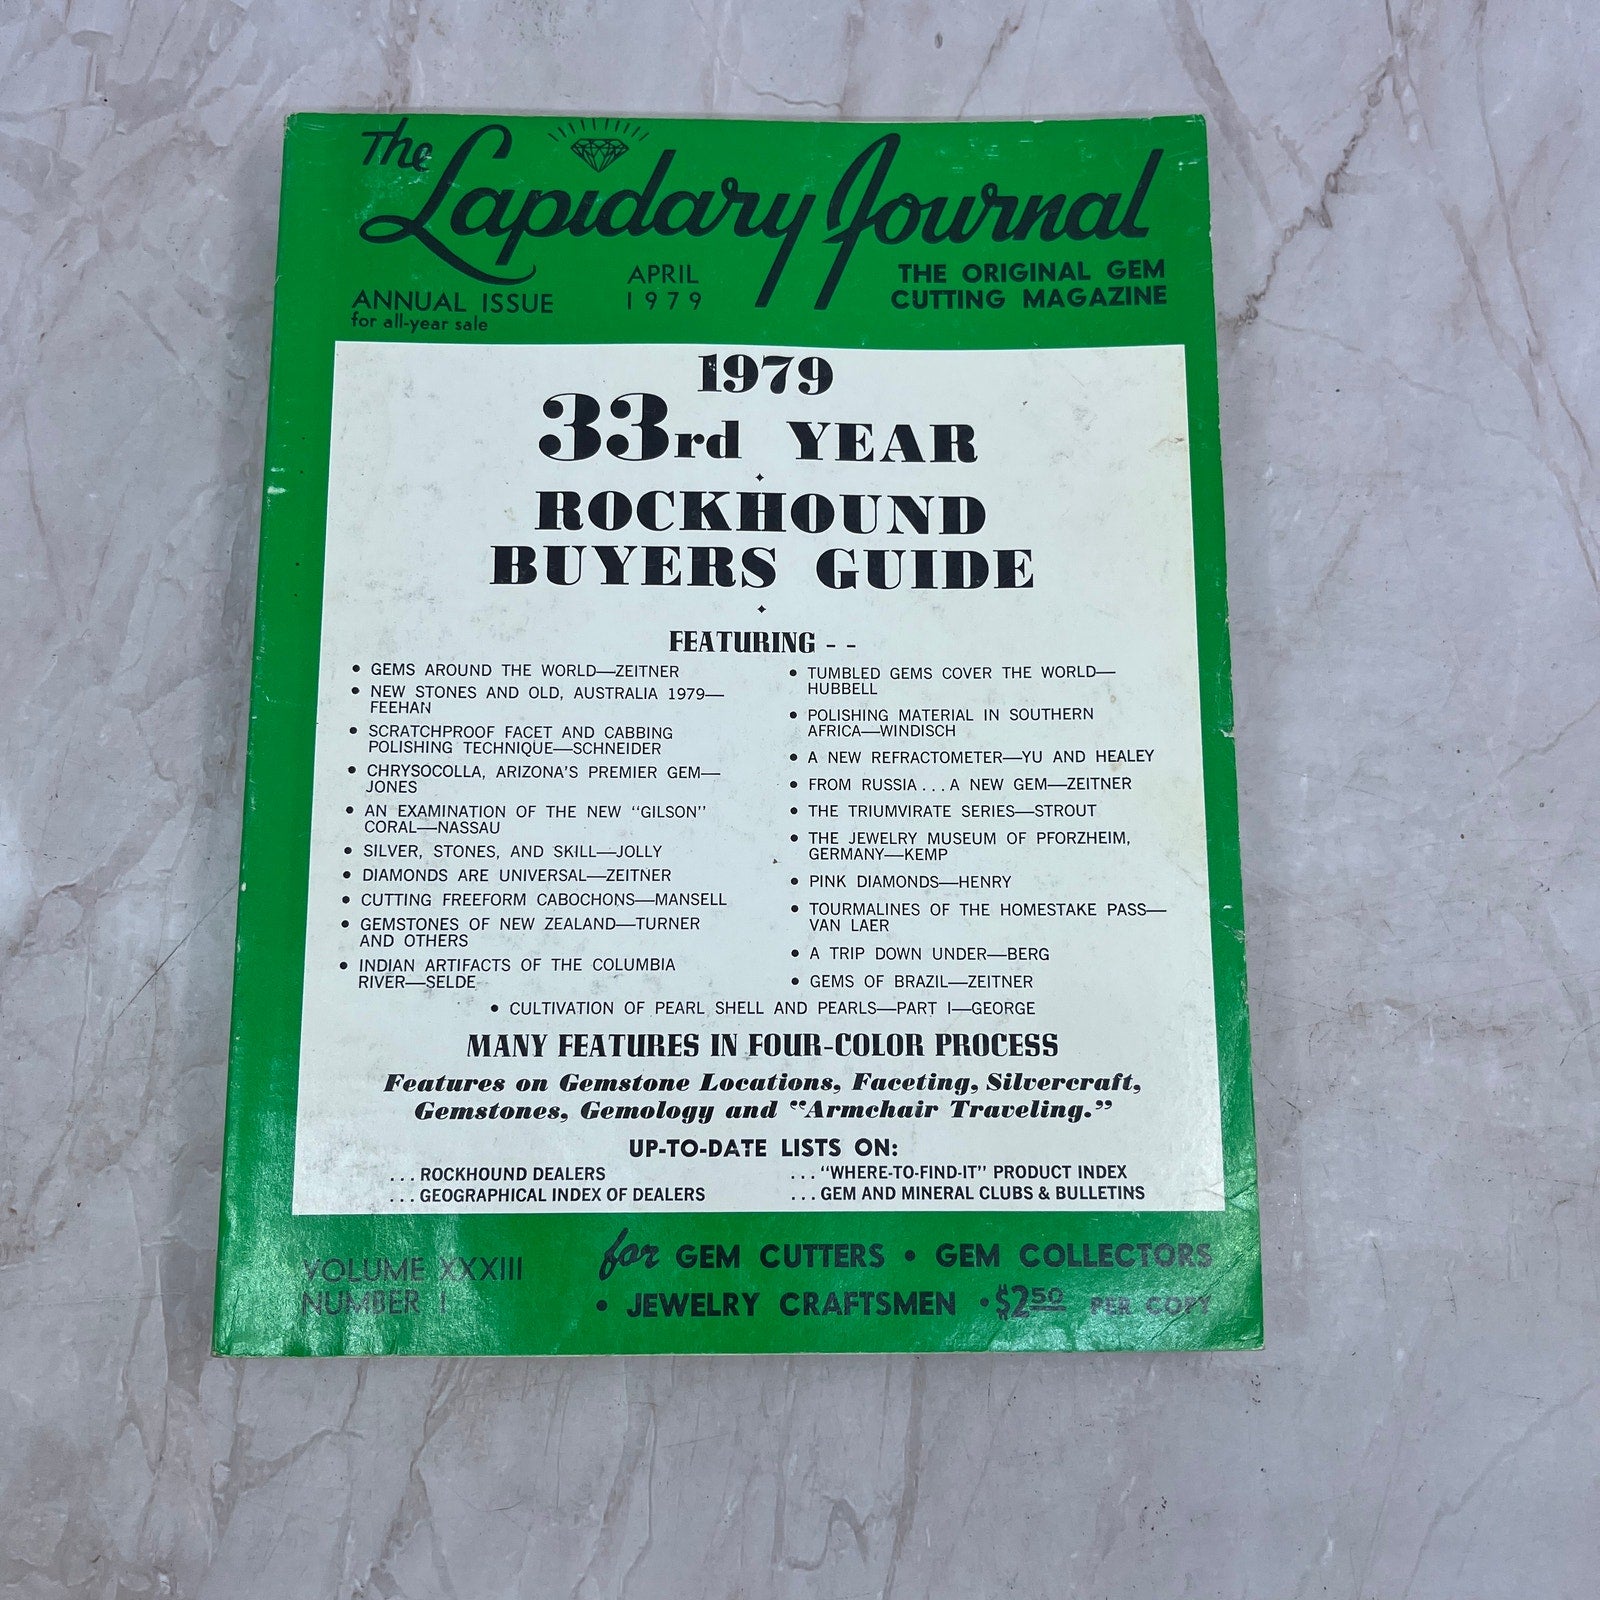 The Lapidary Journal
ANNUAL ISSUE
for all-year sale
APRIL
1979
THE ORIGINAL GEM
CUTTING MAGAZINE
1979
33rd YEAR
ROCKHOUND
BUYERS GUIDE
FEATURING - -
• GEMS AROUND THE WORLD—ZEITNER
• NEW STONES AND OLD, AUSTRALIA 1979—
FEEHAN
• SCRATCHPROOF FACET AND CABBING
POLISHING TECHNIQUE—SCHNEIDER
• CHRYSOCOLLA, ARIZONA'S PREMIER GEM—
JONES
• AN EXAMINATION OF THE NEW "GILSON"
CORAL—NASSAU
• SILVER, STONES, AND SKILL—JOLLY
• DIAMONDS ARE UNIVERSAL—ZEITNER
• CUTTING FREEFORM CABOCHONS—MANSELL
• GEMSTONES OF NEW ZEALAND—TURNER
AND OTHERS
• INDIAN ARTIFACTS OF THE COLUMBIA
RIVER—SELDE
• TUMBLED GEMS COVER THE WORLD—
HUBBELL
• POLISHING MATERIAL IN SOUTHERN
AFRICA—WINDISCH
• A NEW REFRACTOMETER—YU AND HEALEY
• FROM RUSSIA . . . A NEW GEM—ZEITNER
• THE TRIUMVIRATE SERIES—STROUT
• THE JEWELRY MUSEUM OF PFORZHEIM,
GERMANY—KEMP
• PINK DIAMONDS—HENRY
• TOURMALINES OF THE HOMESTAKE PASS—
VAN LAER
• A TRIP DOWN UNDER—BERG
• GEMS OF BRAZIL—ZEITNER
• CULTIVATION OF PEARL SHELL AND PEARLS—PART I—GEORGE
MANY FEATURES IN FOUR-COLOR PROCESS
Features on Gemstone Locations, Faceting, Silvercraft,
Gemstones, Gemology and "Armchair Traveling."
UP-TO-DATE LISTS ON:
. . . ROCKHOUND DEALERS
. . . GEOGRAPHICAL INDEX OF DEALERS
. . . "WHERE-TO-FIND-IT" PRODUCT INDEX
. . . GEM AND MINERAL CLUBS & BULLETINS
VOLUME XXXIII
NUMBER I
for GEM CUTTERS • GEM COLLECTORS
• JEWELRY CRAFTSMEN • $2.50 PER COPY